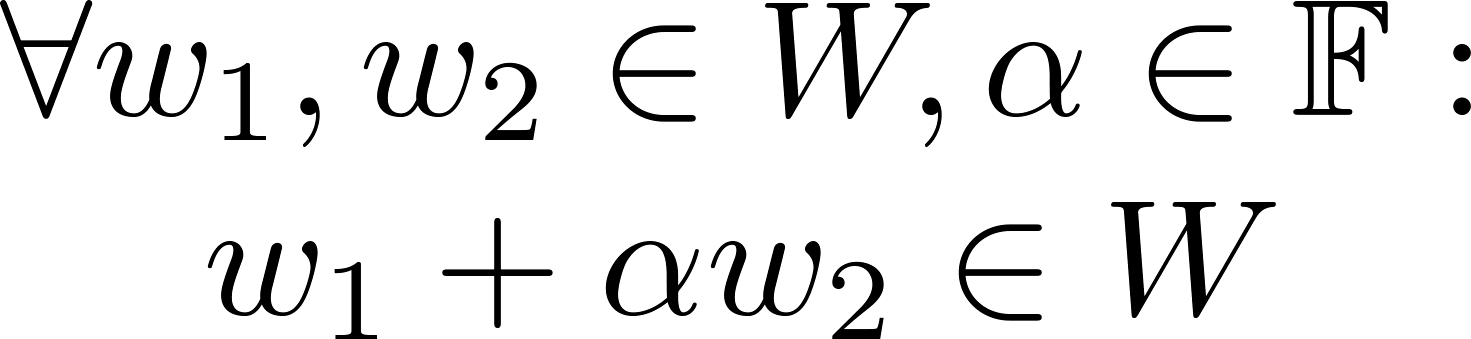 ∀w₁, w₂ ∈ W, α ∈ 𝔽 :
w₁ + αw₂ ∈ W